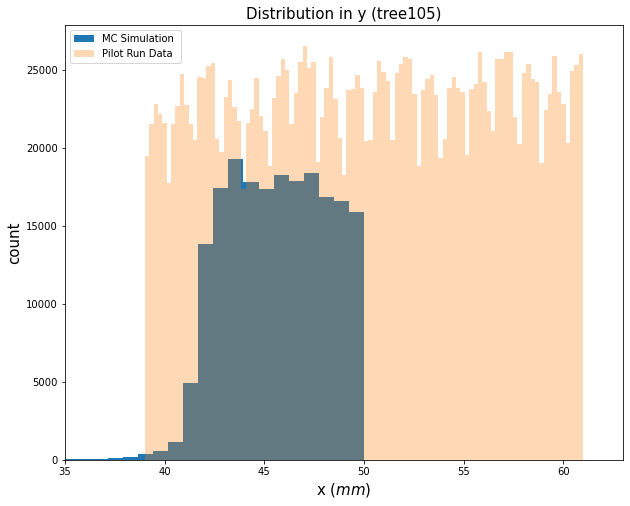 Distribution in y (tree105)
MC Simulation
Pilot Run Data
count
25000
20000
15000
10000
5000
0
35
40
45
50
55
60
x (mm)